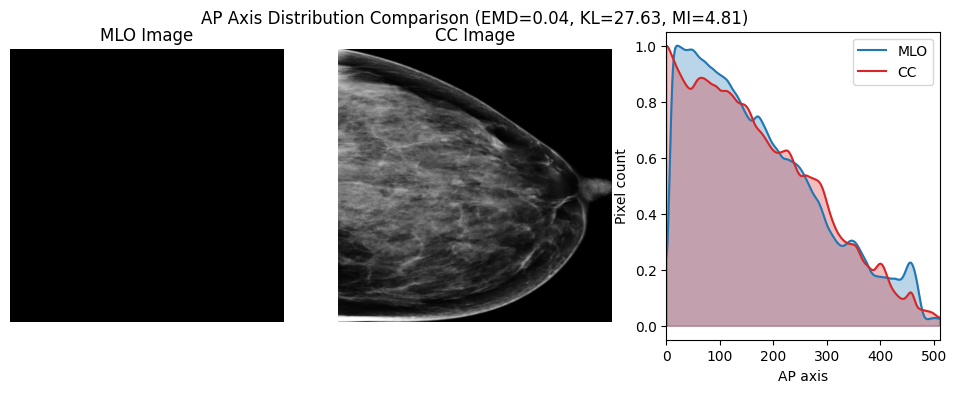 AP Axis Distribution Comparison (EMD=0.04, KL=27.63, MI=4.81)
MLO Image
CC Image
MLO
CC
Pixel count
1.0
0.8
0.6
0.4
0.2
0.0
0 100 200 300 400 500
AP axis